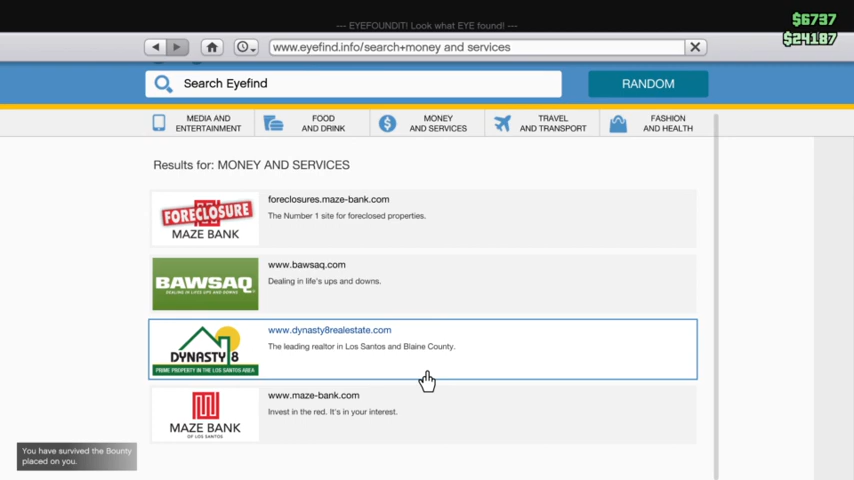 --- EYEFOUNDIT! Look what EYE found! ---
$6737
$24187
www.eyefind.info/search+money and services
Search Eyefind
RANDOM
MEDIA AND
ENTERTAINMENT
FOOD
AND DRINK
MONEY
AND SERVICES
TRAVEL
AND TRANSPORT
FASHION
AND HEALTH
Results for: MONEY AND SERVICES
FORECLOSURE
MAZE BANK
foreclosures.maze-bank.com
The Number 1 site for foreclosed properties.
BAWSAQ
DEALING IN LIFE'S UPS AND DOWNS.
www.bawsaq.com
Dealing in life's ups and downs.
DYNASTY 8
PRIME PROPERTY IN THE LOS SANTOS AREA
www.dynasty8realestate.com
The leading realtor in Los Santos and Blaine County.
MAZE BANK
OF LOS SANTOS
www.maze-bank.com
Invest in the red. It's in your interest.
You have survived the Bounty
placed on you.